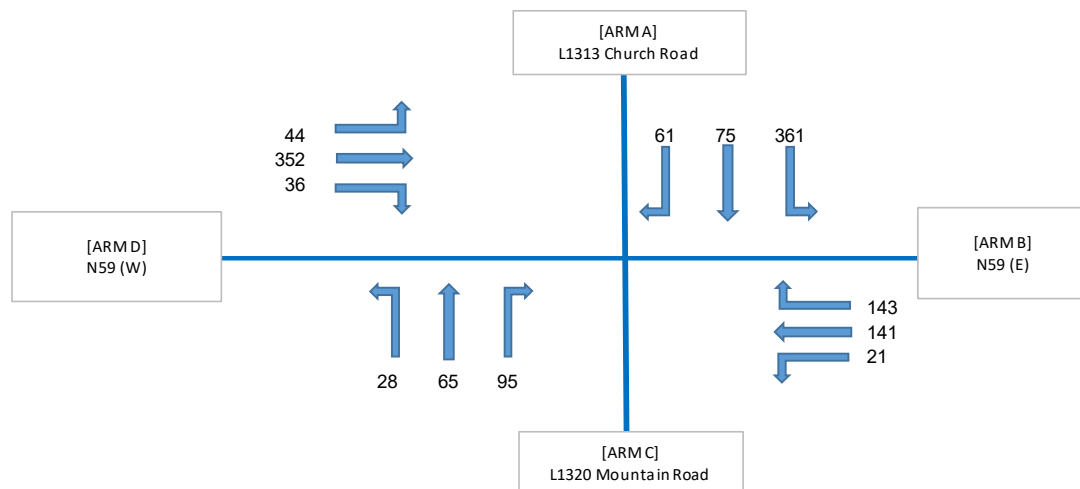 [ARM A]
L1313 Church Road
44
352
36
61 75 361
[ARM D]
N59 (W)
[ARM B]
N59 (E)
143
141
21
28 65 95
[ARM C]
L1320 Mountain Road